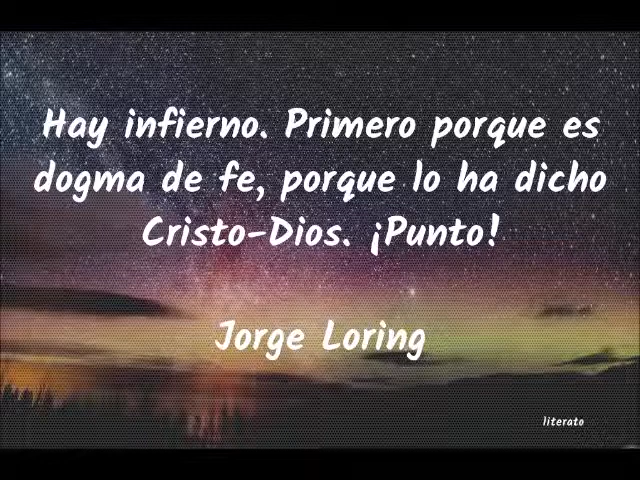 Hay infierno. Primero porque es
dogma de fe, porque lo ha dicho
Cristo-Dios. ¡Punto!
Jorge Loring
literato